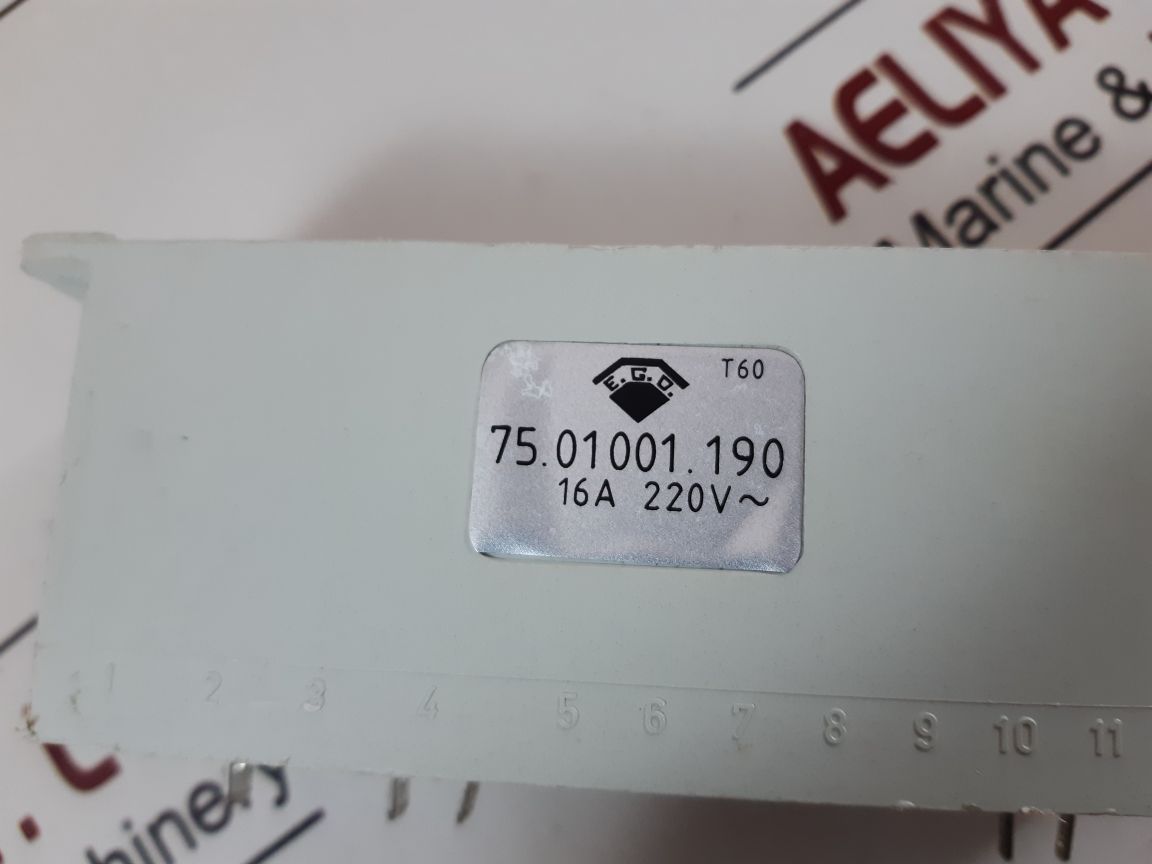 AELIYA
Marine &
E.G.O. T60
75.01001.190
16A 220V~
1 2 3 4 5 6 7 8 9 10 11